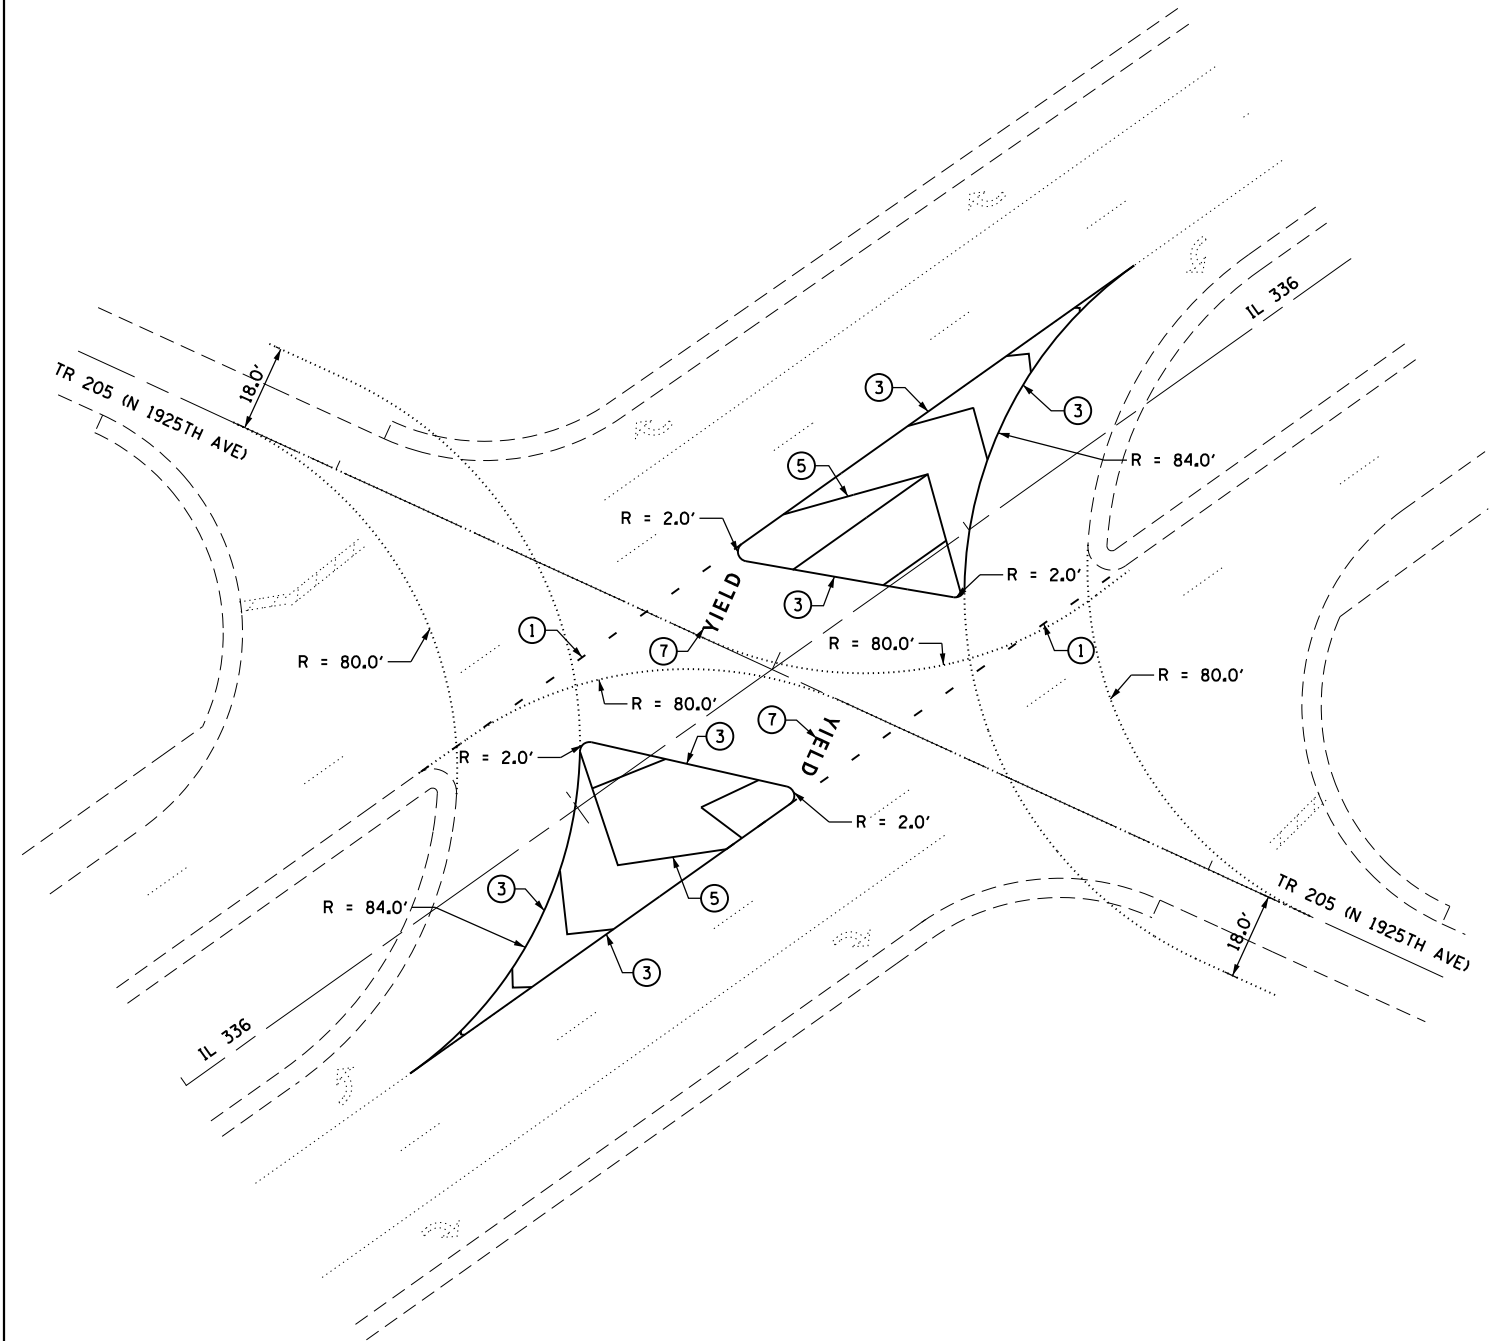 IL 336
18.0'
TR 205 (N 1925TH AVE)
3
3
R = 84.0'
5
R = 2.0'
R = 2.0'
YIELD
3
1
7
R = 80.0'
1
R = 80.0'
R = 80.0'
R = 80.0'
7
YIELD
3
R = 2.0'
R = 2.0'
3
5
R = 84.0'
TR 205 (N 1925TH AVE)
18.0'
3
IL 336